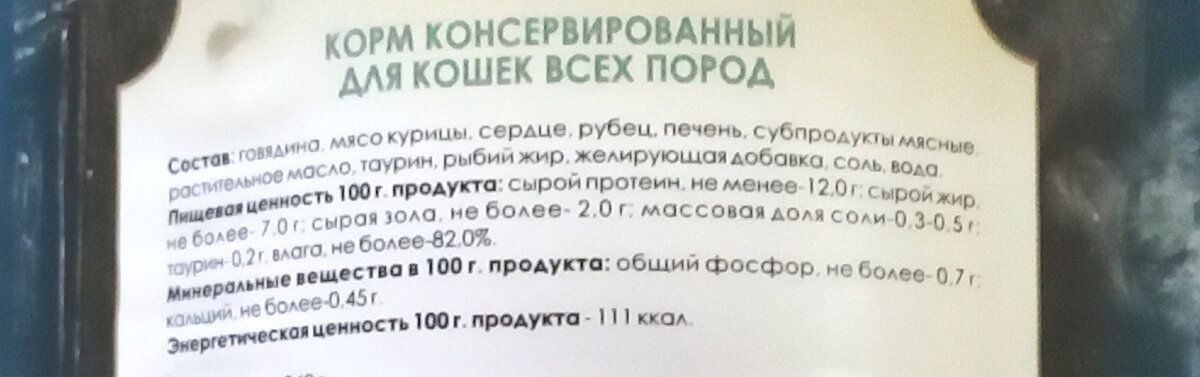 КОРМ КОНСЕРВИРОВАННЫЙ
ДЛЯ КОШЕК ВСЕХ ПОРОД
Состав: говядина, мясо курицы, сердце, рубец, печень, субпродукты мясные,
растительное масло, таурин, рыбий жир, желирующая добавка, соль, вода.
Пищевая ценность 100 г. продукта: сырой протеин, не менее-12,0 г; сырой жир,
не более- 7,0 г; сырая зола, не более- 2,0 г; массовая доля соли-0,3-0,5 г;
таурин-0,2 г, влага, не более-82,0%.
Минеральные вещества в 100 г. продукта: общий фосфор, не более- 0,7 г;
кальций, не более-0,45 г.
Энергетическая ценность 100 г. продукта - 111 ккал.